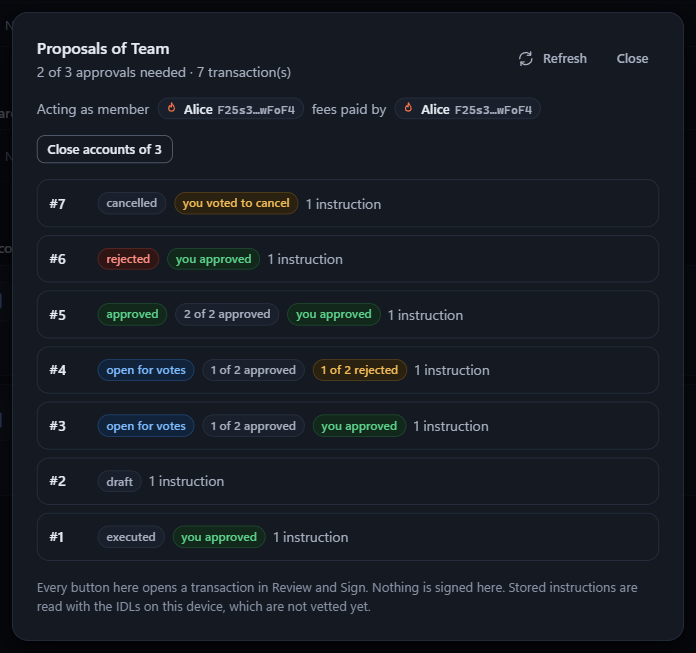 Proposals of Team
2 of 3 approvals needed · 7 transaction(s)
Refresh
Close
Acting as member Alice F25s3…wFoF4 fees paid by Alice F25s3…wFoF4
Close accounts of 3
#7 cancelled you voted to cancel 1 instruction
#6 rejected you approved 1 instruction
#5 approved 2 of 2 approved you approved 1 instruction
#4 open for votes 1 of 2 approved 1 of 2 rejected 1 instruction
#3 open for votes 1 of 2 approved you approved 1 instruction
#2 draft 1 instruction
#1 executed you approved 1 instruction
Every button here opens a transaction in Review and Sign. Nothing is signed here. Stored instructions are
read with the IDLs on this device, which are not vetted yet.